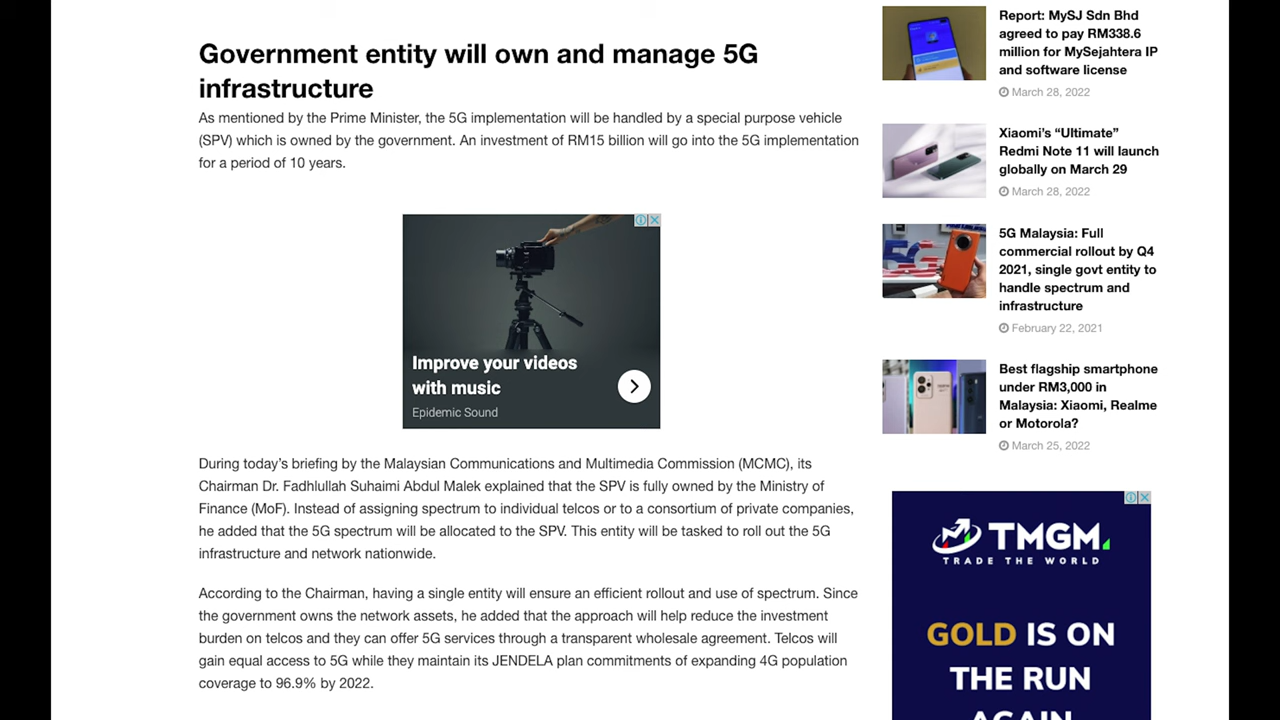 Government entity will own and manage 5G
infrastructure
As mentioned by the Prime Minister, the 5G implementation will be handled by a special purpose vehicle
(SPV) which is owned by the government. An investment of RM15 billion will go into the 5G implementation
for a period of 10 years.
Improve your videos
with music
Epidemic Sound
During today’s briefing by the Malaysian Communications and Multimedia Commission (MCMC), its
Chairman Dr. Fadhlullah Suhaimi Abdul Malek explained that the SPV is fully owned by the Ministry of
Finance (MoF). Instead of assigning spectrum to individual telcos or to a consortium of private companies,
he added that the 5G spectrum will be allocated to the SPV. This entity will be tasked to roll out the 5G
infrastructure and network nationwide.
According to the Chairman, having a single entity will ensure an efficient rollout and use of spectrum. Since
the government owns the network assets, he added that the approach will help reduce the investment
burden on telcos and they can offer 5G services through a transparent wholesale agreement. Telcos will
gain equal access to 5G while they maintain its JENDELA plan commitments of expanding 4G population
coverage to 96.9% by 2022.
Report: MySJ Sdn Bhd
agreed to pay RM338.6
million for MySejahtera IP
and software license
March 28, 2022
Xiaomi’s “Ultimate”
Redmi Note 11 will launch
globally on March 29
March 28, 2022
5G Malaysia: Full
commercial rollout by Q4
2021, single govt entity to
handle spectrum and
infrastructure
February 22, 2021
Best flagship smartphone
under RM3,000 in
Malaysia: Xiaomi, Realme
or Motorola?
March 25, 2022
TMGM
TRADE THE WORLD
GOLD IS ON
THE RUN
AGAIN